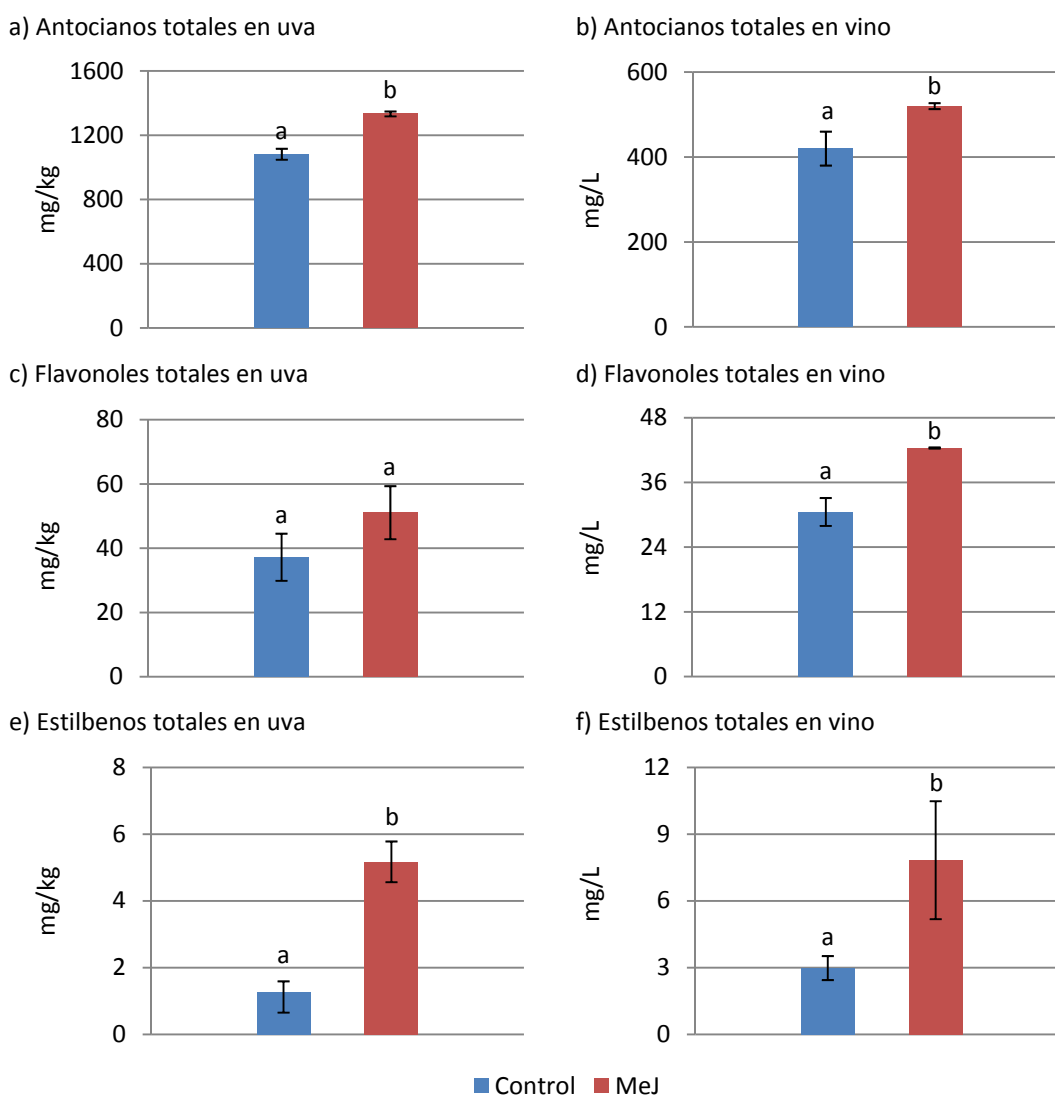 a) Antocianos totales en uva
1600
1200
800
400
0
mg/kg
a
b
b) Antocianos totales en vino
600
400
200
0
mg/L
a
b
c) Flavonoles totales en uva
80
60
40
20
0
mg/kg
a
a
d) Flavonoles totales en vino
48
36
24
12
0
mg/L
a
b
e) Estilbenos totales en uva
8
6
4
2
0
mg/kg
a
b
f) Estilbenos totales en vino
12
9
6
3
0
mg/L
a
b
Control MeJ